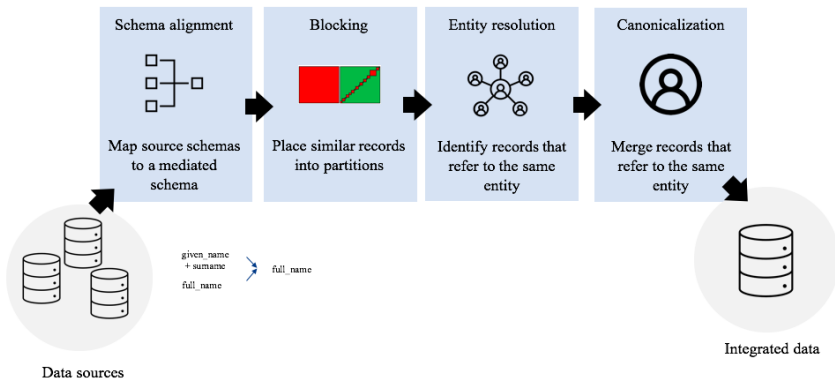 Schema alignment
Blocking
Entity resolution
Canonicalization
Map source schemas
to a mediated
schema
Place similar records
into partitions
Identify records that
refer to the same
entity
Merge records that
refer to the same
entity
given_name
+ surname
full_name
full_name
Data sources
Integrated data